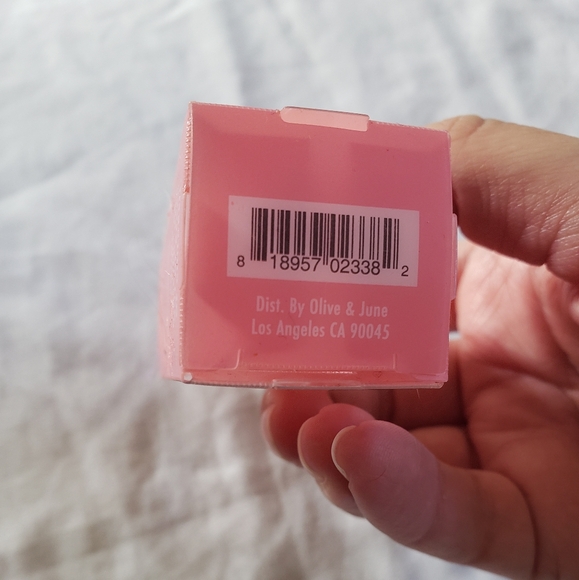 8 18957 02338 2
Dist. By Olive & June
Los Angeles CA 90045